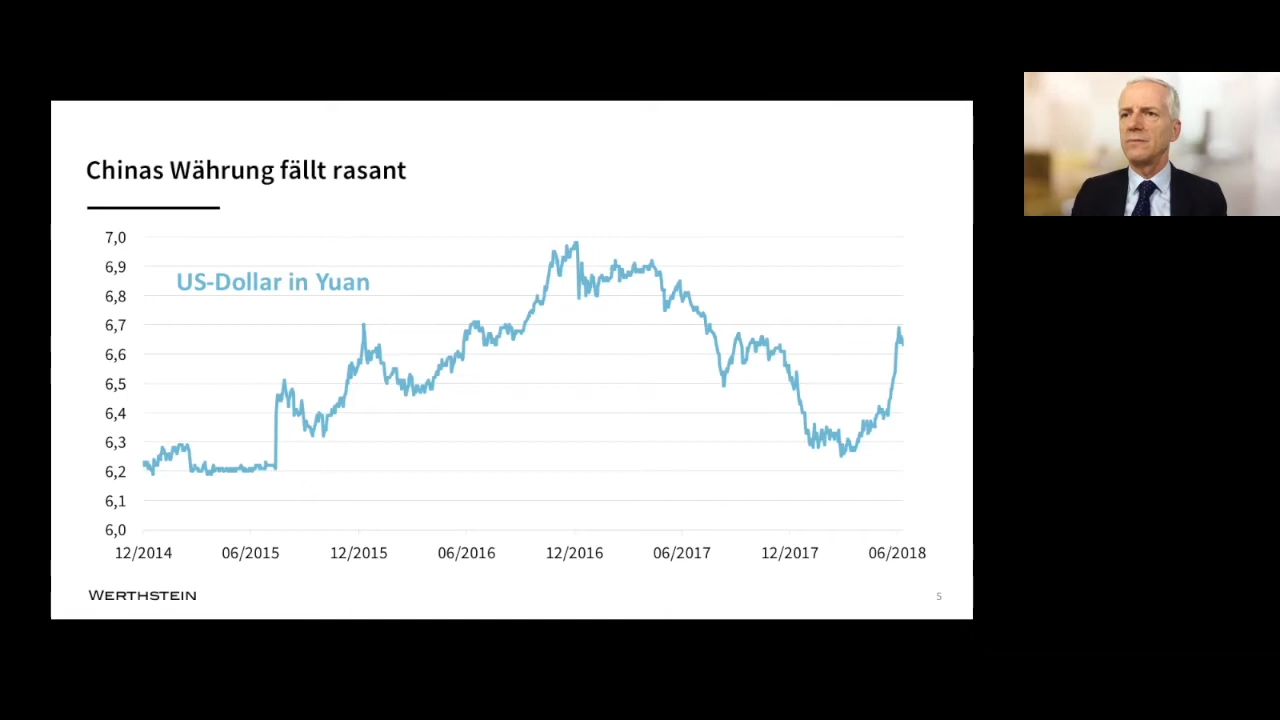 Chinas Währung fällt rasant
US-Dollar in Yuan
7,0
6,9
6,8
6,7
6,6
6,5
6,4
6,3
6,2
6,1
6,0
12/2014 06/2015 12/2015 06/2016 12/2016 06/2017 12/2017 06/2018
WERTHSTEIN 5